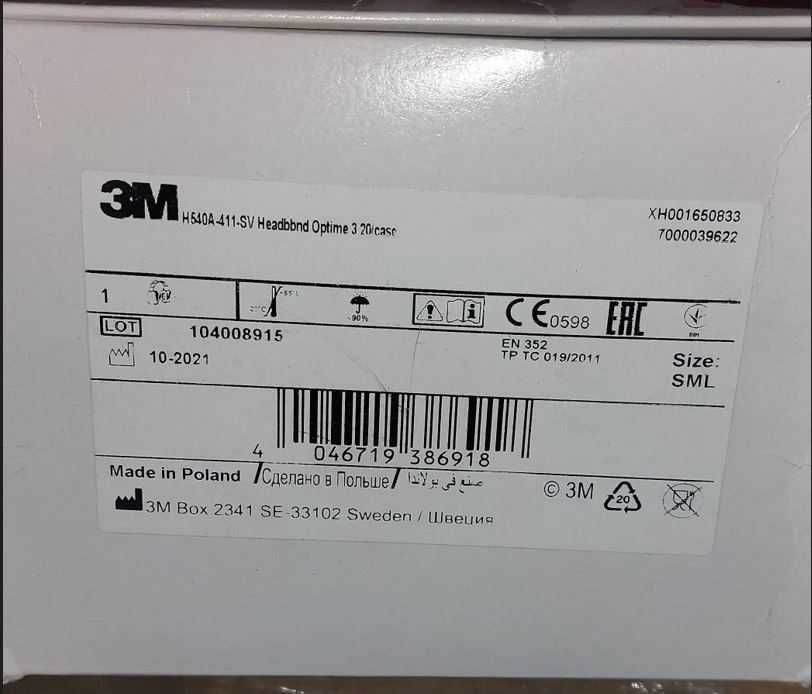 3M
H540A-411-SV Headbbnd Optime 3 20/case
XH001650833
7000039622
1
-90%
CE0598
EAC
LOT
104008915
EN 352
TP TC 019/2011
10-2021
Size:
SML
4 046719 386918
Made in Poland / Сделано в Польше / صنع في بولاندا
© 3M
20
3M Box 2341 SE-33102 Sweden / Швеция